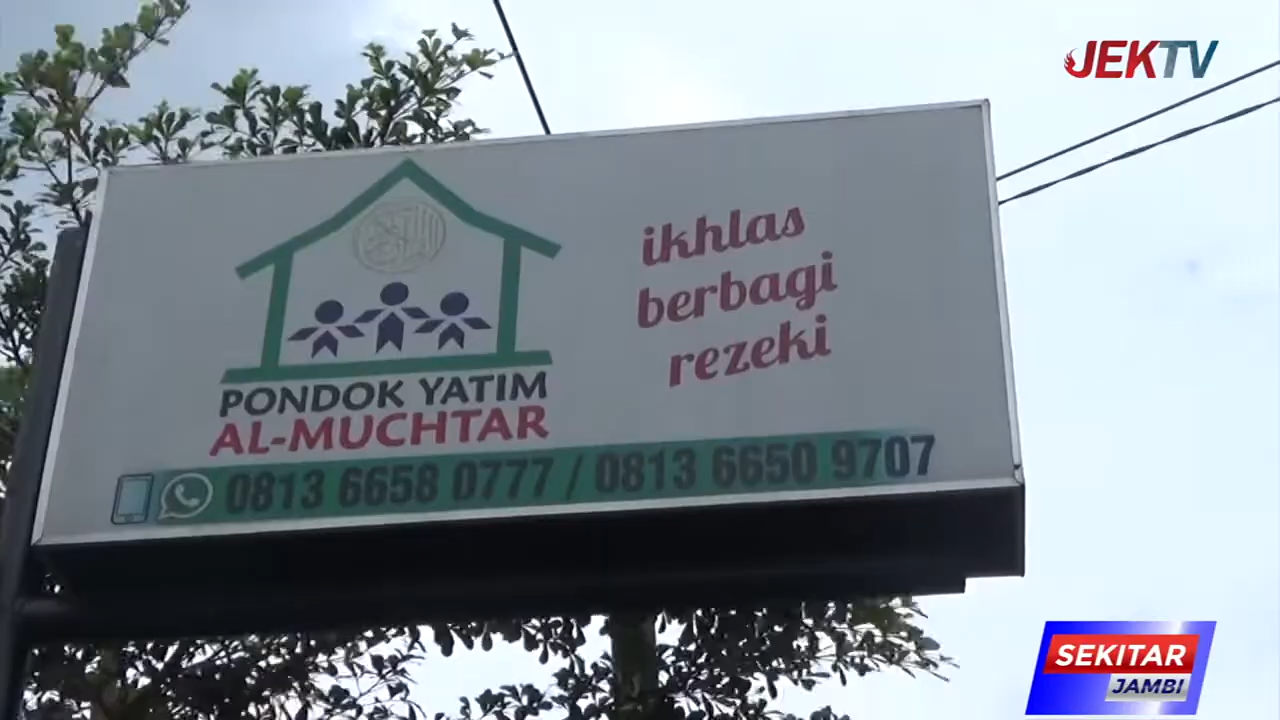 JEKTV
ikhlas
berbagi
rezeki
PONDOK YATIM
AL-MUCHTAR
0813 6658 0777 / 0813 6650 9707
SEKITAR
JAMBI